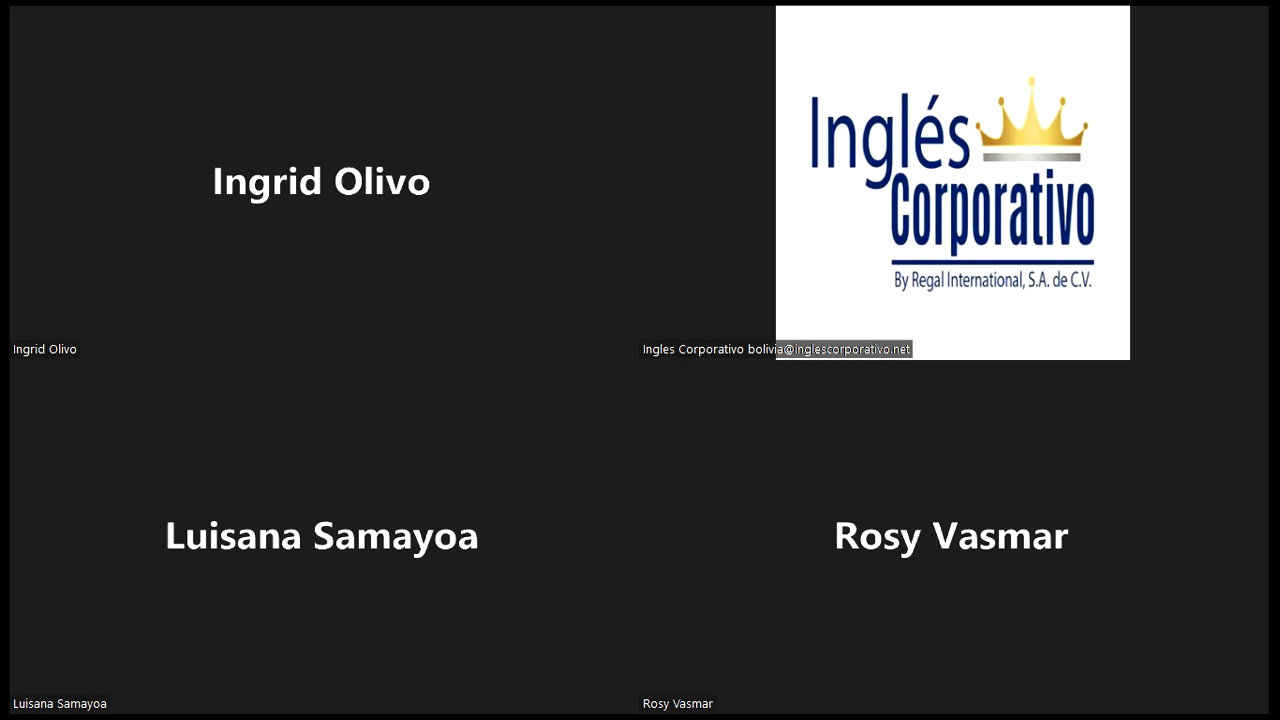 Ingrid Olivo
Ingrid Olivo
Inglés
Corporativo
By Regal International, S.A. de C.V.
Ingles Corporativo bolivia@inglescorporativo.net
Luisana Samayoa
Luisana Samayoa
Rosy Vasmar
Rosy Vasmar